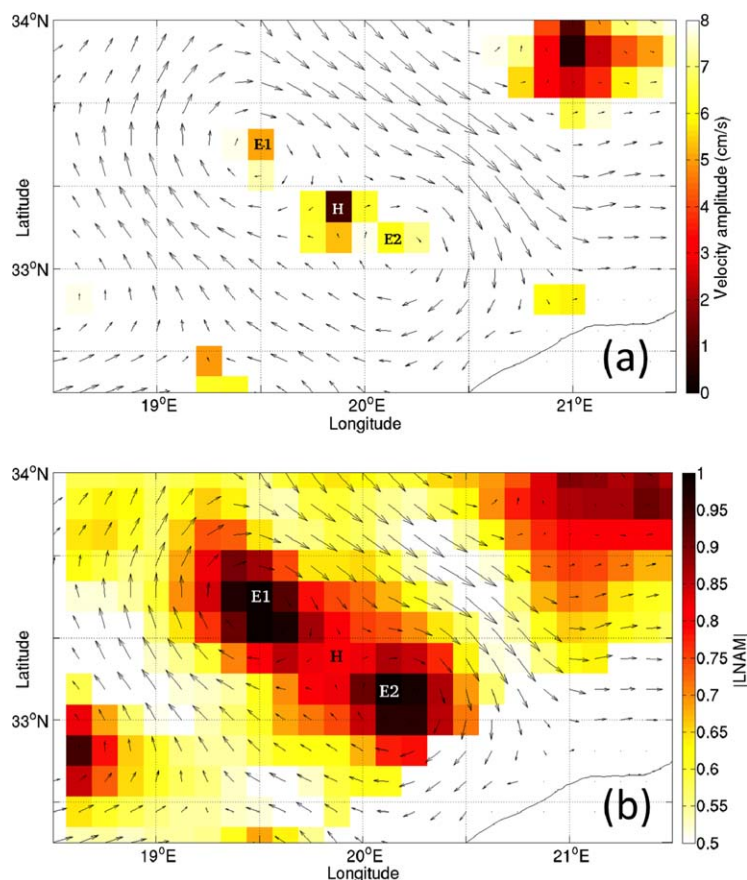 34°N
33°N
Latitude
19°E
20°E
21°E
Longitude
E1
H
E2
(a)
8
7
6
5
4
3
2
1
0
Velocity amplitude (cm/s)
34°N
33°N
Latitude
19°E
20°E
21°E
Longitude
E1
H
E2
(b)
1
0.95
0.9
0.85
0.8
0.75
0.7
0.65
0.6
0.55
0.5
|LNAM|